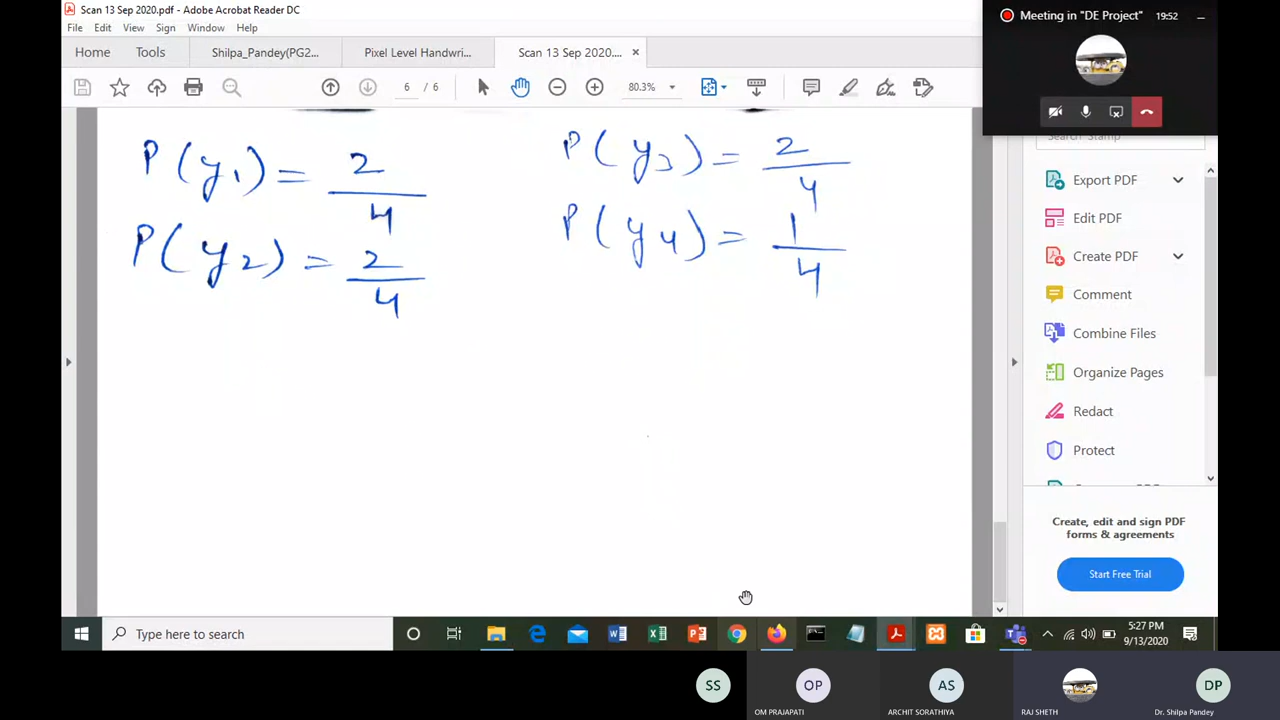 Scan 13 Sep 2020.pdf - Adobe Acrobat Reader DC
File Edit View Sign Window Help
Home Tools Shilpa_Pandey(PG2... Pixel Level Handwri... Scan 13 Sep 2020.... ×
6 / 6 80.3%
Meeting in "DE Project" 19:52
P(y1) = 2/4
P(y2) = 2/4
P(y3) = 2/4
P(y4) = 1/4
Search 'Stamp'
Export PDF
Edit PDF
Create PDF
Comment
Combine Files
Organize Pages
Redact
Protect
Create, edit and sign PDF
forms & agreements
Start Free Trial
Type here to search
5:27 PM
9/13/2020
SS
OP
OM PRAJAPATI
AS
ARCHIT SORATHIYA
RAJ SHETH
DP
Dr. Shilpa Pandey